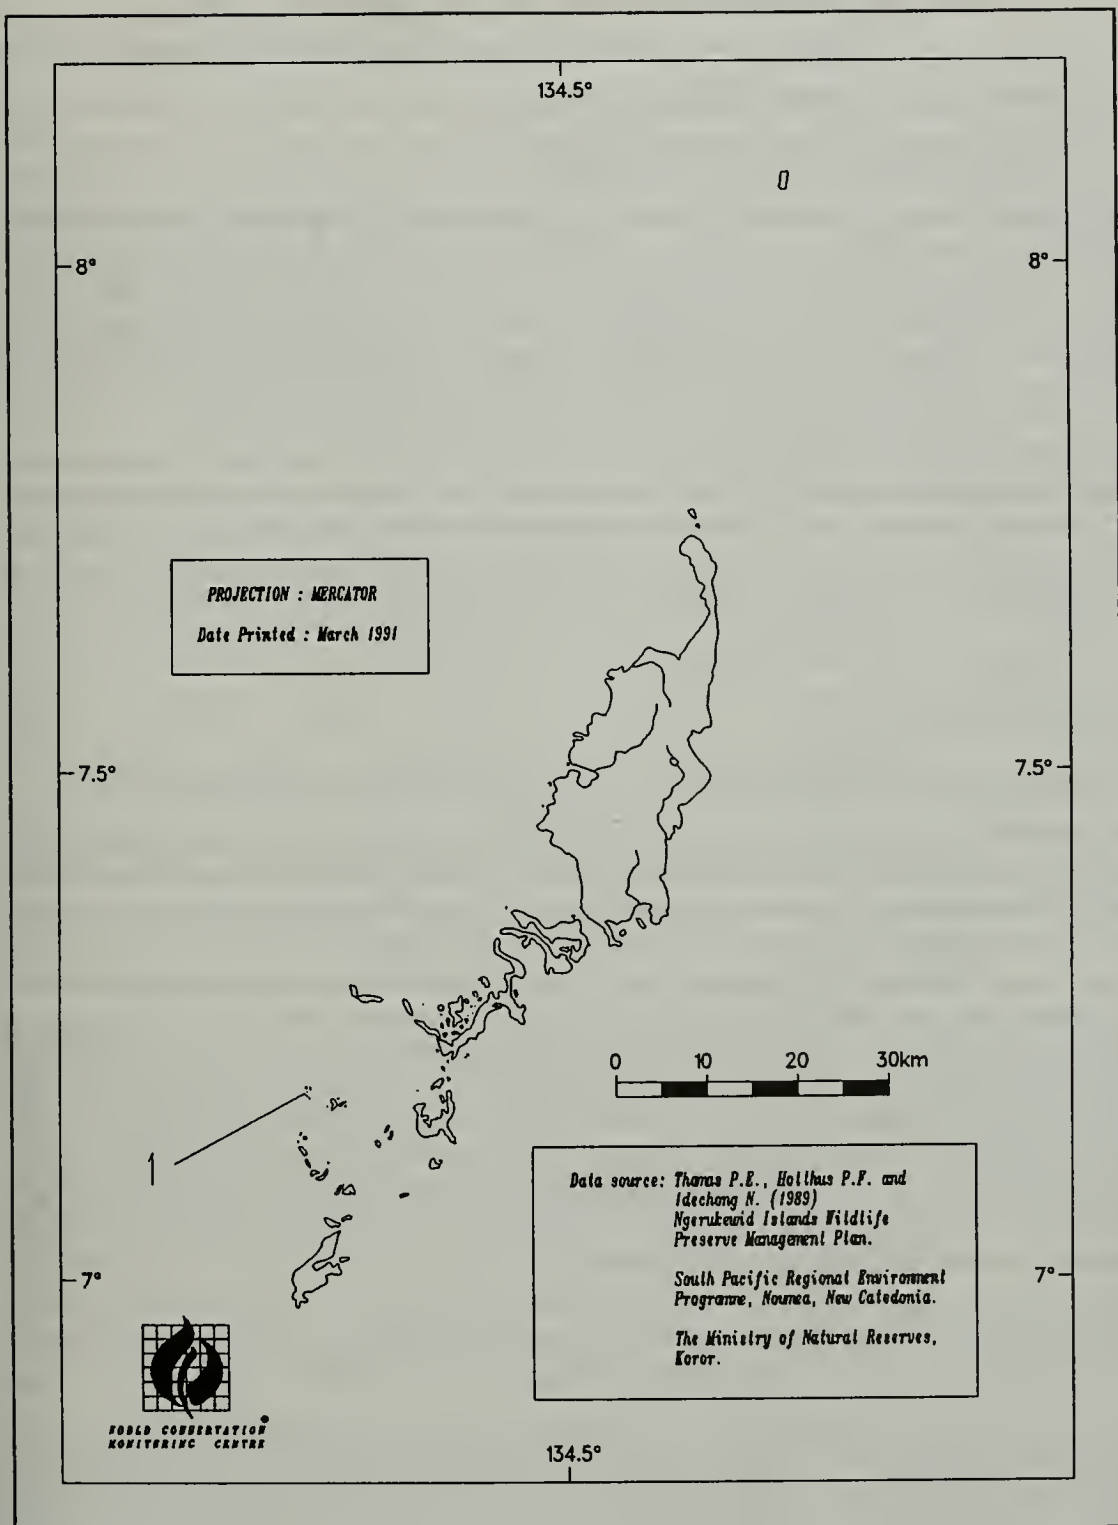 134.5°
8° 8°
PROJECTION : MERCATOR
Date Printed : March 1991
7.5° 7.5°
0 10 20 30km
1
Data source: Thomas P.E., Holthus P.F. and
Idechong N. (1989)
Ngerukewid Islands Wildlife
Preserve Management Plan.
South Pacific Regional Environment
Programme, Noumea, New Caledonia.
The Ministry of Natural Reserves,
Koror.
7° 7°
WORLD CONSERVATION
MONITORING CENTRE
134.5°